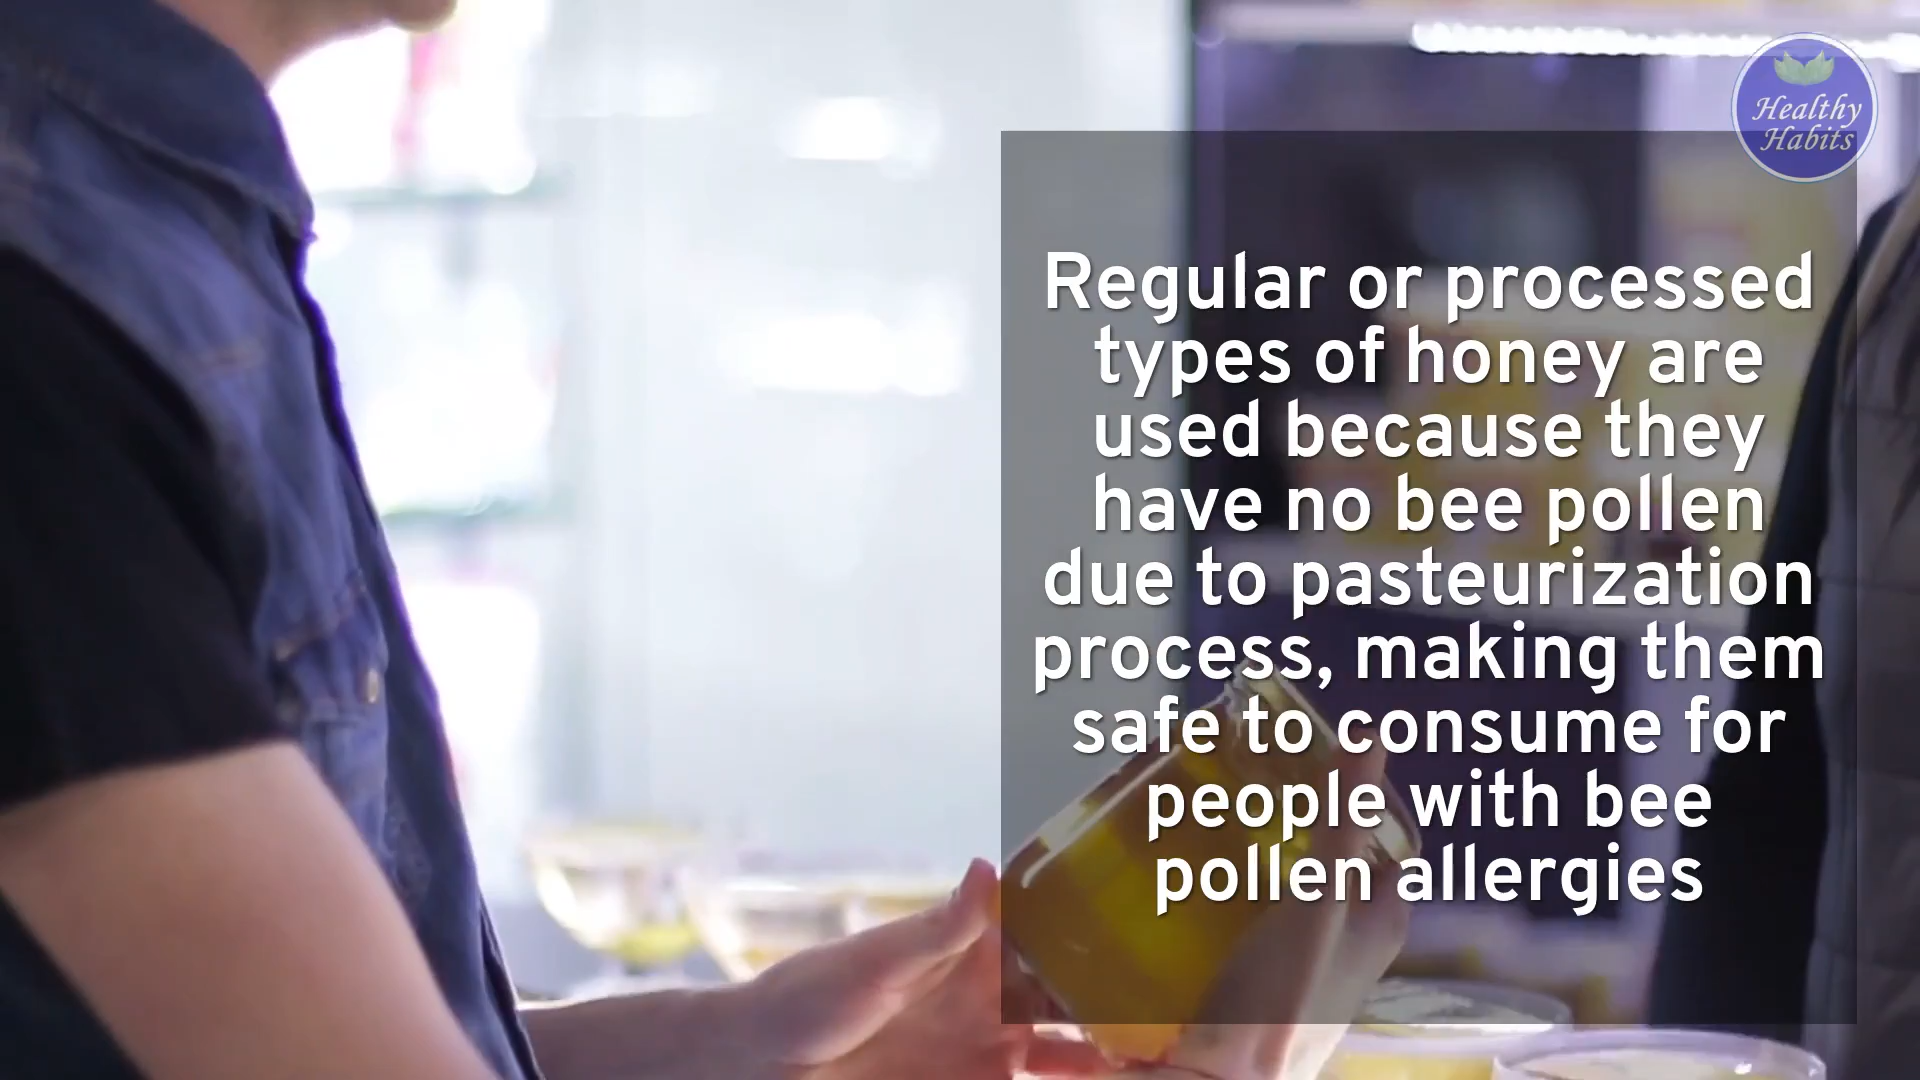 Healthy
Habits
Regular or processed
types of honey are
used because they
have no bee pollen
due to pasteurization
process, making them
safe to consume for
people with bee
pollen allergies